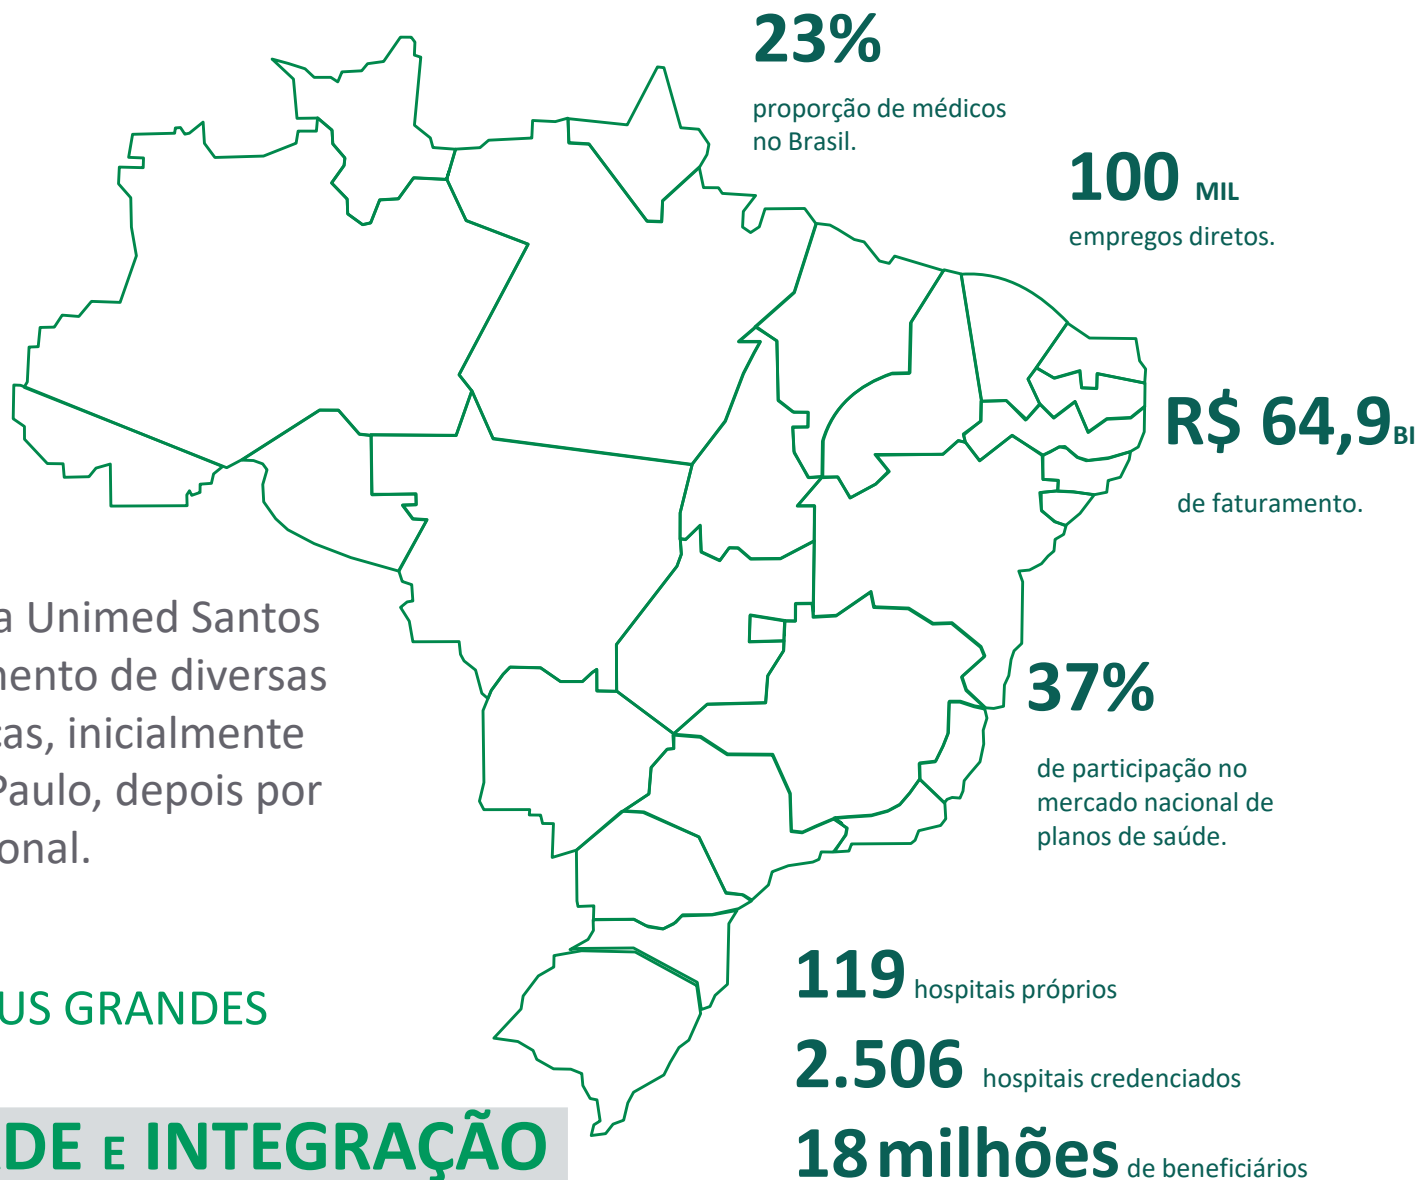 23%
proporção de médicos
no Brasil.
100 MIL
empregos diretos.
R$ 64,9 BI
de faturamento.
a Unimed Santos
mento de diversas
as, inicialmente
Paulo, depois por
onal.
37%
de participação no
mercado nacional de
planos de saúde.
US GRANDES
119 hospitais próprios
2.506 hospitais credenciados
DE E INTEGRAÇÃO
18 milhões de beneficiários